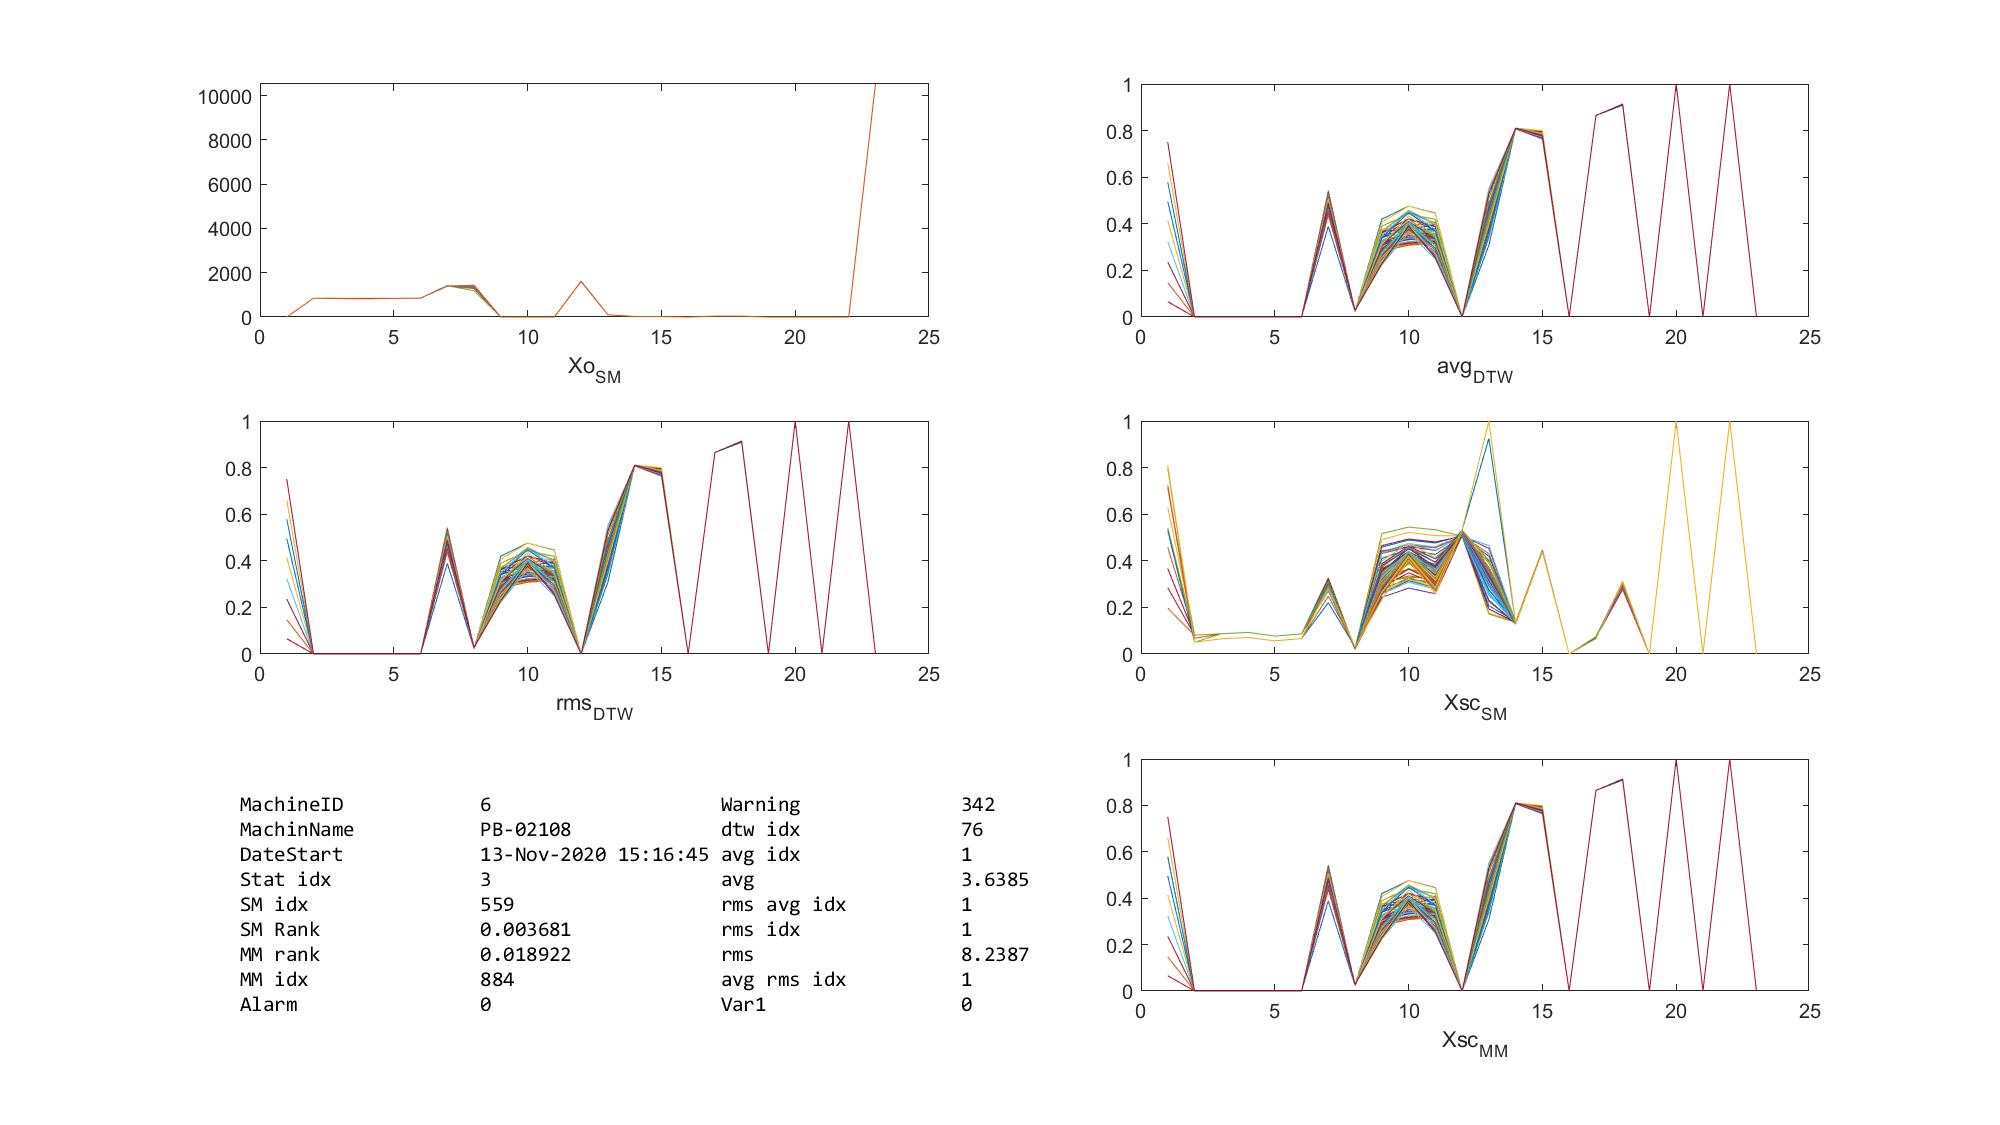 10000
8000
6000
4000
2000
0
0 5 10 15 20 25
Xo_SM
1
0.8
0.6
0.4
0.2
0
0 5 10 15 20 25
avg_DTW
1
0.8
0.6
0.4
0.2
0
0 5 10 15 20 25
rms_DTW
1
0.8
0.6
0.4
0.2
0
0 5 10 15 20 25
Xsc_SM
MachineID 6 Warning 342
MachinName PB-02108 dtw idx 76
DateStart 13-Nov-2020 15:16:45 avg idx 1
Stat idx 3 avg 3.6385
SM idx 559 rms avg idx 1
SM Rank 0.003681 rms idx 1
MM rank 0.018922 rms 8.2387
MM idx 884 avg rms idx 1
Alarm 0 Var1 0
1
0.8
0.6
0.4
0.2
0
0 5 10 15 20 25
Xsc_MM